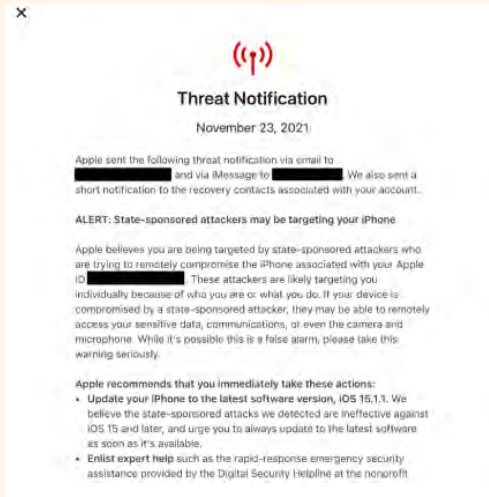 Threat Notification
November 23, 2021
Apple sent the following threat notification via email to
and via iMessage to . We also sent a
short notification to the recovery contacts associated with your account.
ALERT: State-sponsored attackers may be targeting your iPhone
Apple believes you are being targeted by state-sponsored attackers who
are trying to remotely compromise the iPhone associated with your Apple
ID . These attackers are likely targeting you
individually because of who you are or what you do. If your device is
compromised by a state-sponsored attacker, they may be able to remotely
access your sensitive data, communications, or even the camera and
microphone. While it's possible this is a false alarm, please take this
warning seriously.
Apple recommends that you immediately take these actions:
• Update your iPhone to the latest software version, iOS 15.1.1. We
believe the state-sponsored attacks we detected are ineffective against
iOS 15 and later, and urge you to always update to the latest software
as soon as it's available.
• Enlist expert help such as the rapid-response emergency security
assistance provided by the Digital Security Helpline at the nonprofit